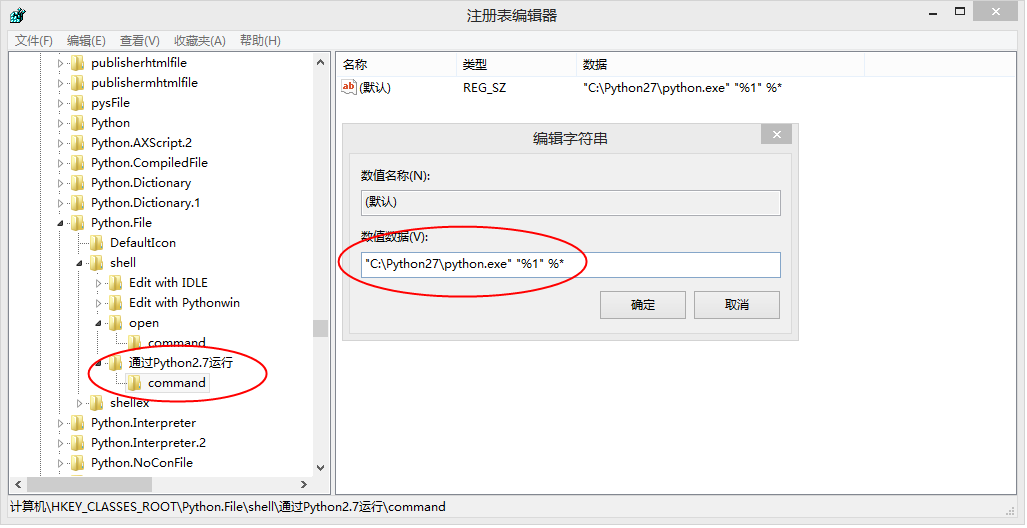 注册表编辑器
文件(F) 编辑(E) 查看(V) 收藏夹(A) 帮助(H)
publisherhtmlfile
publishermhtmlfile
pysFile
Python
Python.AXScript.2
Python.CompiledFile
Python.Dictionary
Python.Dictionary.1
Python.File
DefaultIcon
shell
Edit with IDLE
Edit with Pythonwin
open
command
通过Python2.7运行
command
shellex
Python.Interpreter
Python.Interpreter.2
Python.NoConFile
名称 类型 数据
ab (默认) REG_SZ "C:\Python27\python.exe" "%1" %*
编辑字符串
数值名称(N):
(默认)
数值数据(V):
"C:\Python27\python.exe" "%1" %*
确定 取消
计算机\HKEY_CLASSES_ROOT\Python.File\shell\通过Python2.7运行\command